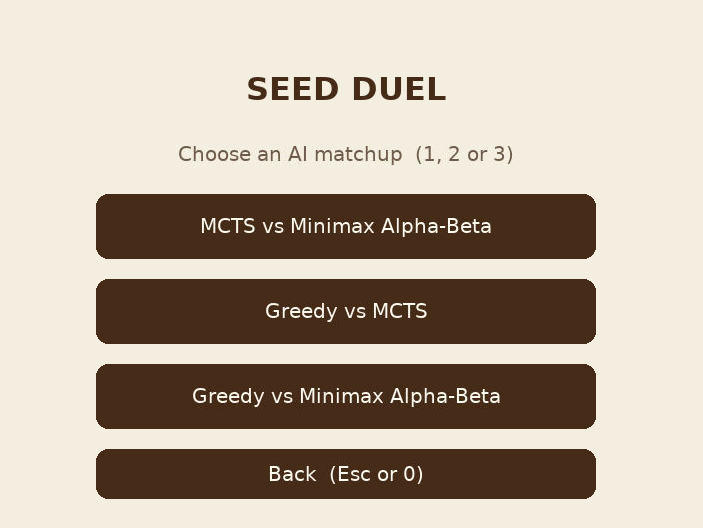 SEED DUEL
Choose an AI matchup  (1, 2 or 3)
MCTS vs Minimax Alpha-Beta
Greedy vs MCTS
Greedy vs Minimax Alpha-Beta
Back  (Esc or 0)